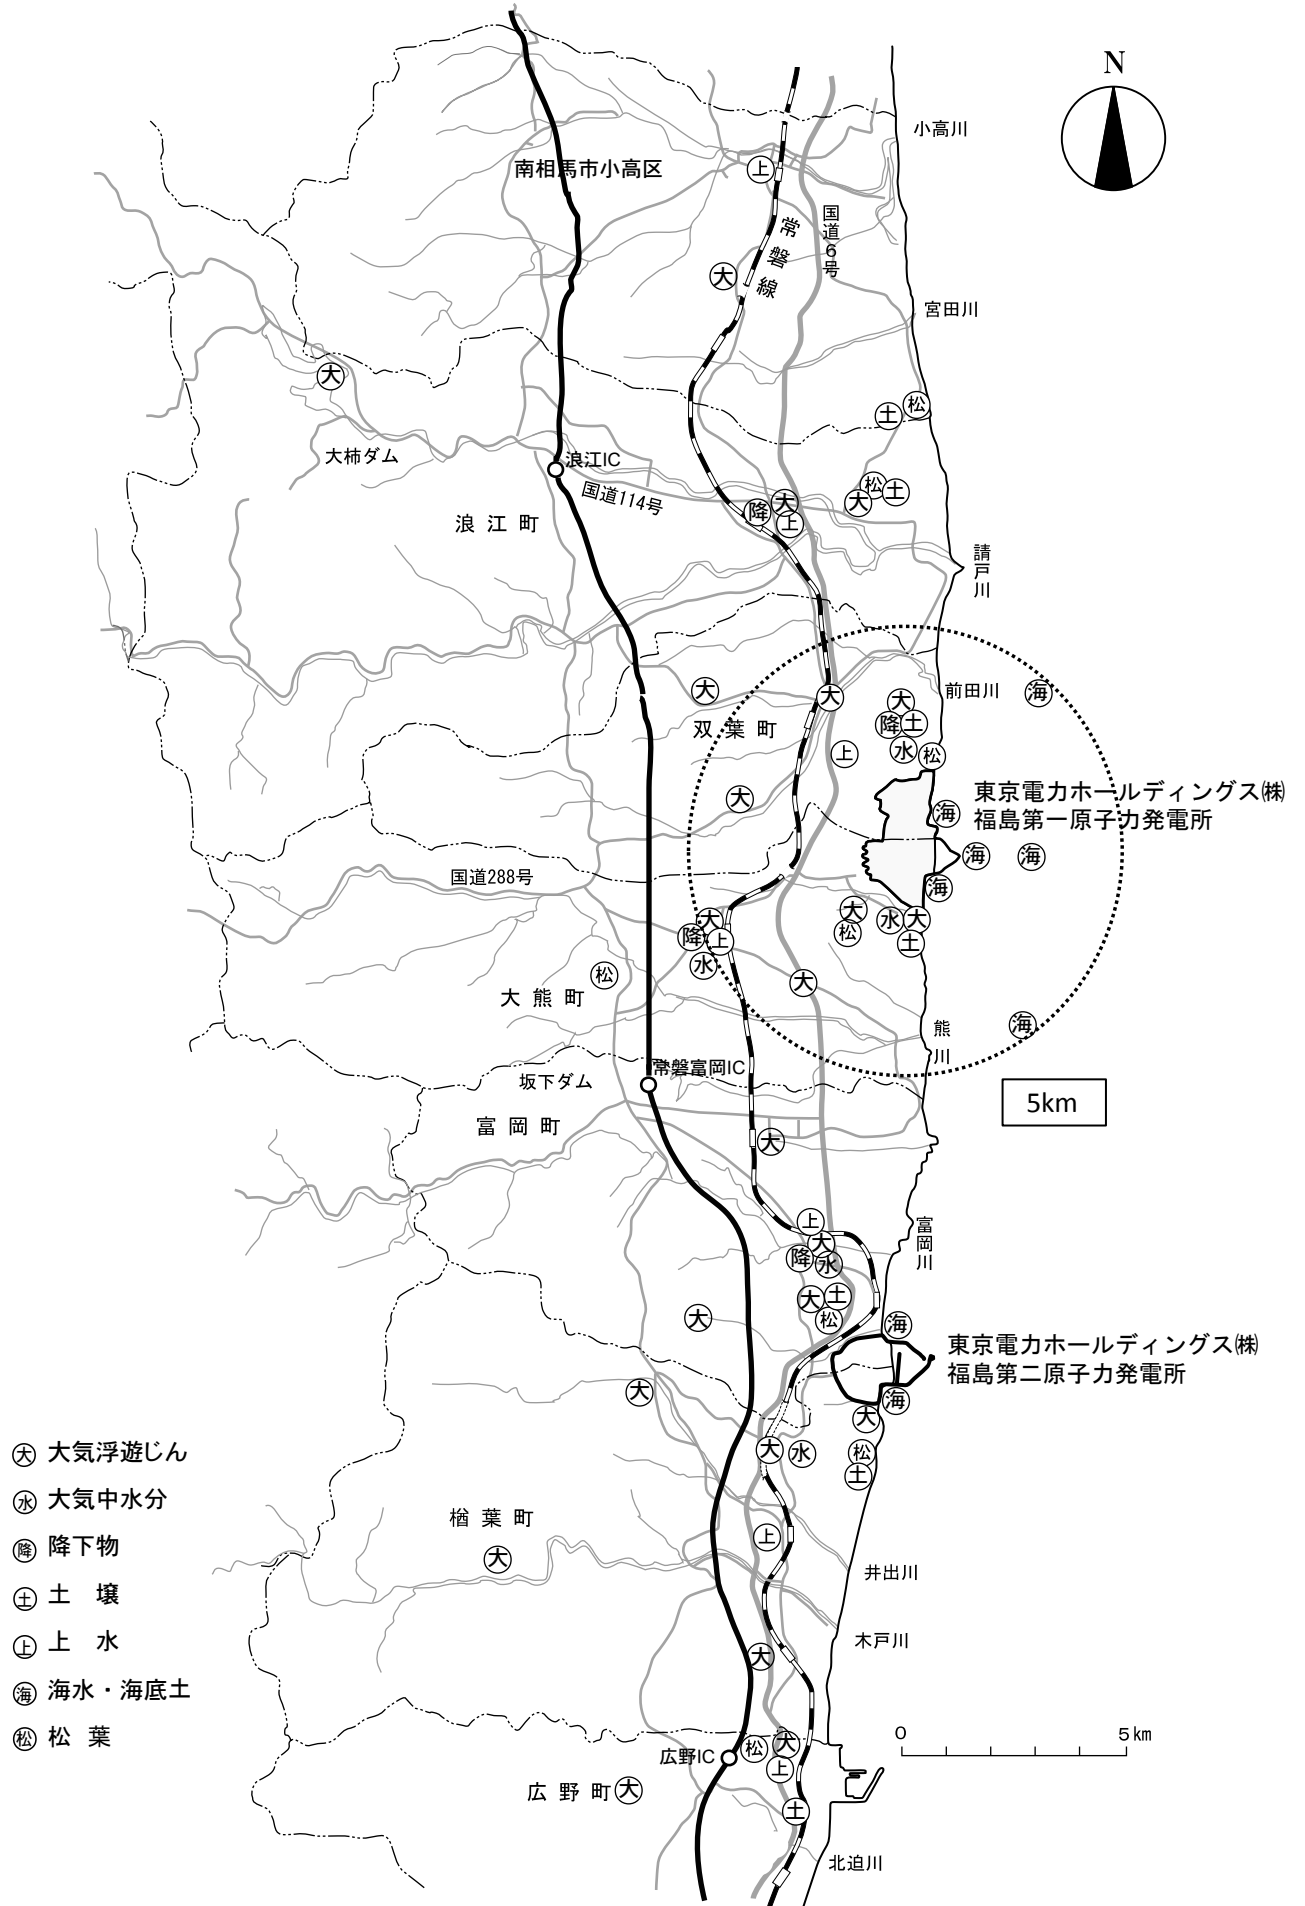 N
小高川
南相馬市小高区
上
国道6号
常磐線
大
宮田川
大
松
土
大柿ダム
浪江IC
国道114号
松
土
大
大
降
上
浪江町
請戸川
大
大
前田川
海
大
降
土
双葉町
上
水
松
大
東京電力ホールディングス㈱
福島第一原子力発電所
海
海
海
海
国道288号
大
松
水
大
土
大
降
上
水
松
大
大熊町
海
熊川
坂下ダム
常磐富岡IC
5km
富岡町
大
上
富岡川
大
降
水
大
土
松
大
海
東京電力ホールディングス㈱
福島第二原子力発電所
大
海
大
大
水
松
土
大 大気浮遊じん
水 大気中水分
降 降下物
土 土 壌
上 上 水
海 海水・海底土
松 松 葉
楢葉町
上
大
井出川
木戸川
大
0 5km
広野IC
松
大
上
広野町
大
土
北迫川